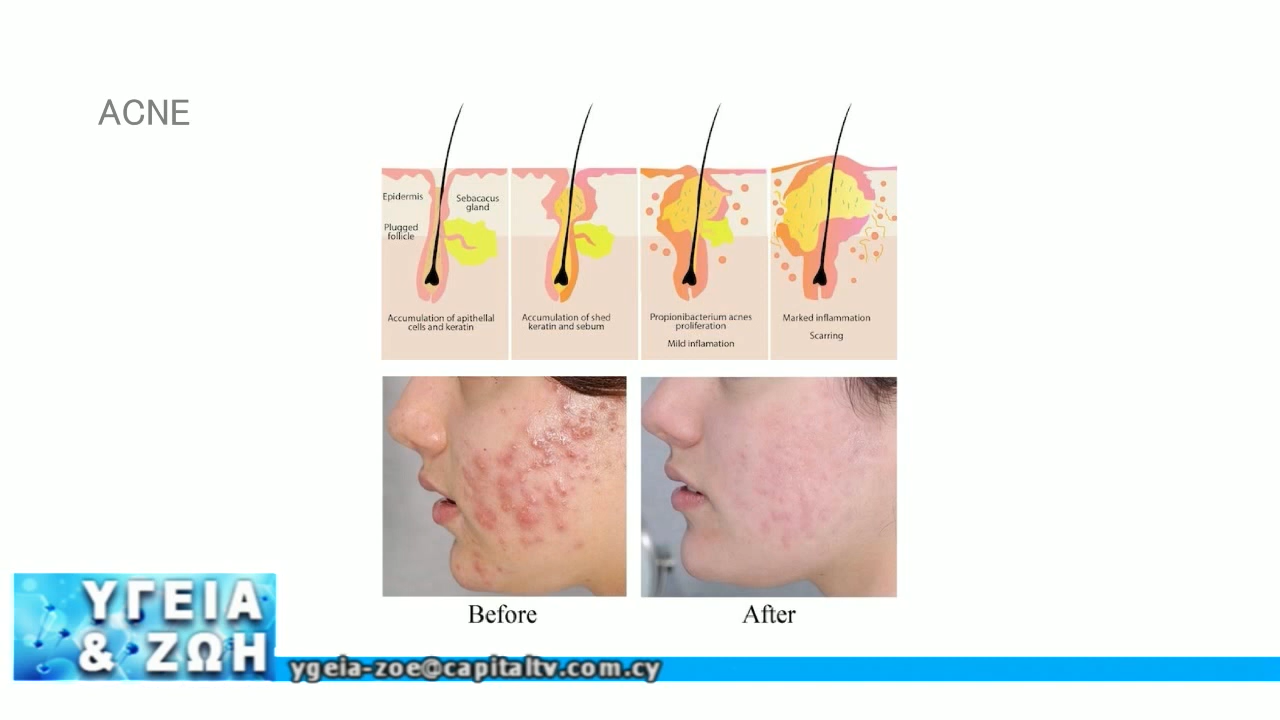 ACNE
Epidermis
Sebacacus
gland
Plugged
follicle
Accumulation of apithellal
cells and keratin
Accumulation of shed
keratin and sebum
Propionibacterium acnes
proliferation
Mild inflamation
Marked inflammation
Scarring
Before
After
ΥΓΕΙΑ
& ΖΩΗ
ygeia-zoe@capitaltv.com.cy